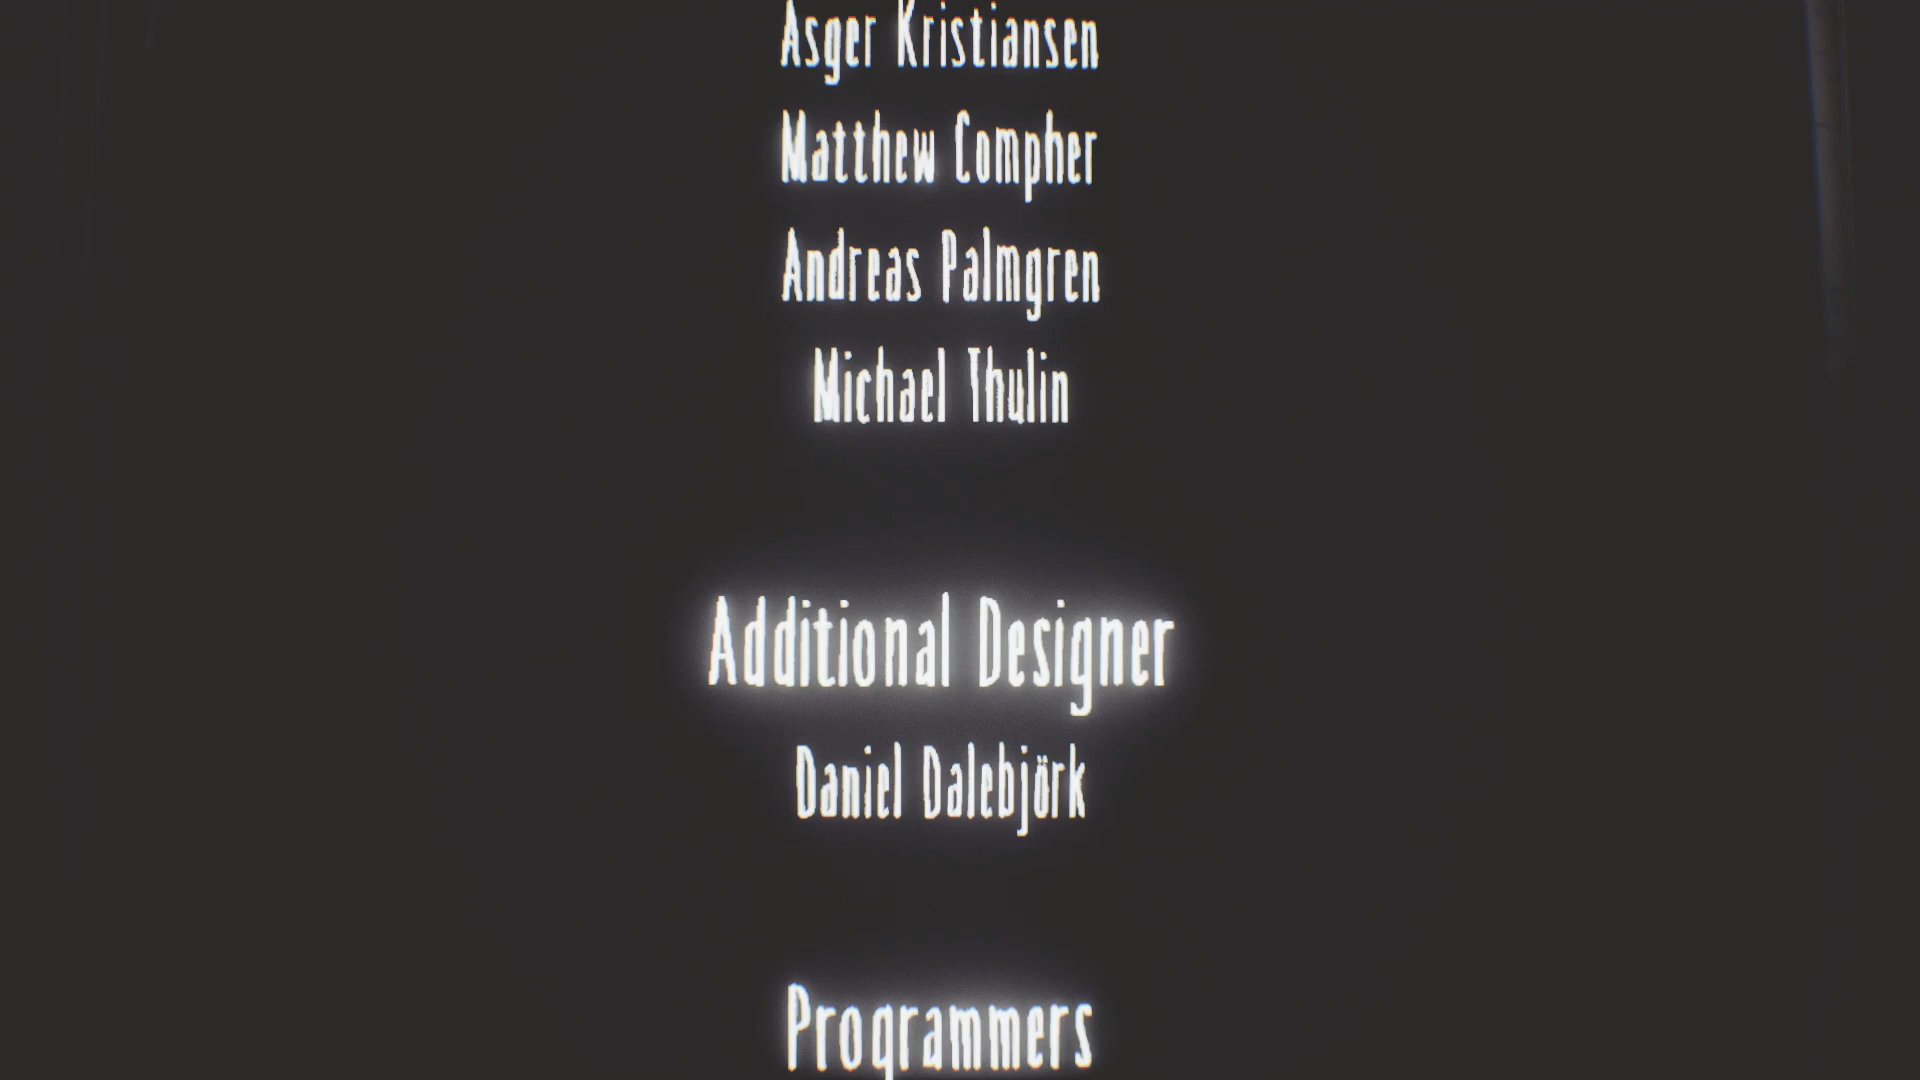 Asger Kristiansen
Matthew Compher
Andreas Palmgren
Michael Thulin
Additional Designer
Daniel Dalebjörk
Programmers